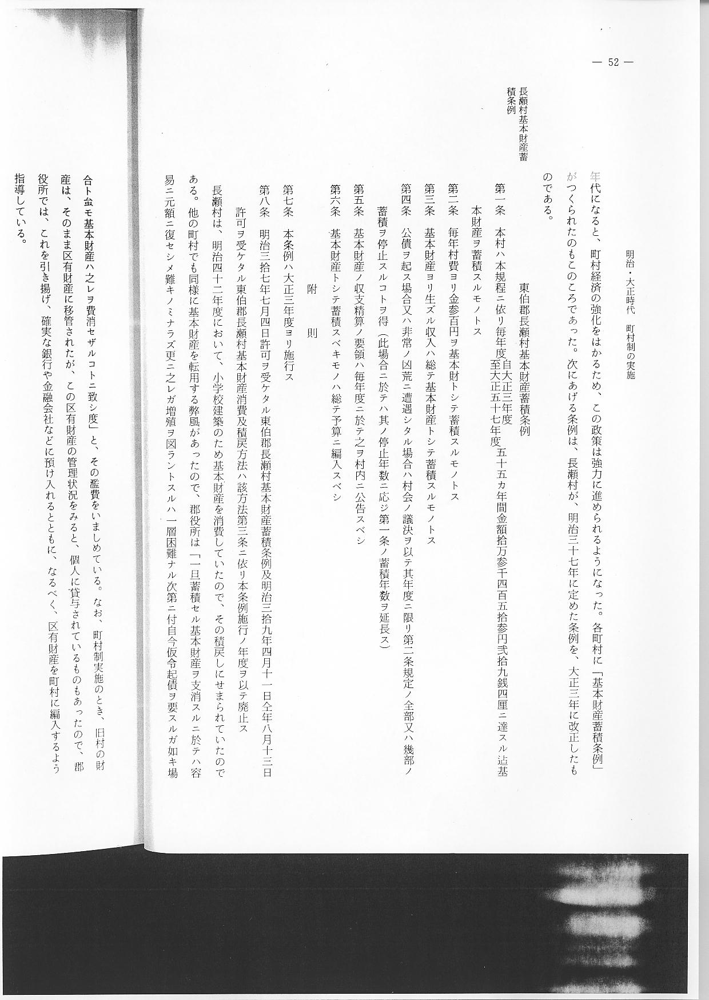 ― 52 ―
明治・大正時代　町村制の実施
年代になると、町村経済の強化をはかるため、この政策は強力に進められるようになった。各町村に「基本財産蓄積条例」
がつくられたのもこのころであった。次にあげる条例は、長瀬村が、明治三十七年に定めた条例を、大正三年に改正したも
のである。
長瀬村基本財産蓄
積条例
東伯郡長瀬村基本財産蓄積条例
第一条　本村ハ本規程ニ依リ毎年度自大正三年度至大正五十七年度五十五カ年間金額拾万参千四百五拾参円弐拾九銭四厘ニ達スル迠基
本財産ヲ蓄積スルモノトス
第二条　毎年村費ヨリ金参百円ヲ基本財トシテ蓄積スルモノトス
第三条　基本財産ヨリ生ズル収入ハ総テ基本財産トシテ蓄積スルモノトス
第四条　公債ヲ起ス場合又ハ非常ノ凶荒ニ遭遇シタル場合ハ村会ノ議決ヲ以テ其年度ニ限リ第二条規定ノ全部又ハ幾部ノ
蓄積ヲ停止スルコトヲ得（此場合ニ於テハ其ノ停止年数ニ応ジ第一条ノ蓄積年数ヲ延長ス）
第五条　基本財産ノ収支精算ノ要領ハ毎年度ニ於テ之ヲ村内ニ公告スベシ
第六条　基本財産トシテ蓄積スベキモノハ総テ予算ニ編入スベシ
附　則
第七条　本条例ハ大正三年度ヨリ施行ス
第八条　明治三拾七年七月四日許可ヲ受ケタル東伯郡長瀬村基本財産蓄積条例及明治三拾九年四月十一日仝年八月十三日
許可ヲ受ケタル東伯郡長瀬村基本財産消費及積戻方法ハ該方法第三条ニ依リ本条例施行ノ年度ヲ以テ廃止ス
長瀬村は、明治四十二年度において、小学校建築のため基本財産を消費していたので、その積戻しにせまられていたので
ある。他の町村でも同様に基本財産を転用する弊風があったので、郡役所は「一旦蓄積セル基本財産ヲ支消スルニ於テハ容
易ニ元額ニ復セシメ難キノミナラズ更ニ之レガ増殖ヲ図ラントスルハ一層困難ナル次第ニ付自今仮令起債ヲ要スルガ如キ場
合ト雖モ基本財産ハ之レヲ費消セザルコトニ致シ度」と、その濫費をいましめている。なお、町村制実施のとき、旧村の財
産は、そのまま区有財産に移管されたが、この区有財産の管理状況をみると、個人に貸与されているものもあったので、郡
役所では、これを引き揚げ、確実な銀行や金融会社などに預け入れるとともに、なるべく、区有財産を町村に編入するよう
指導している。